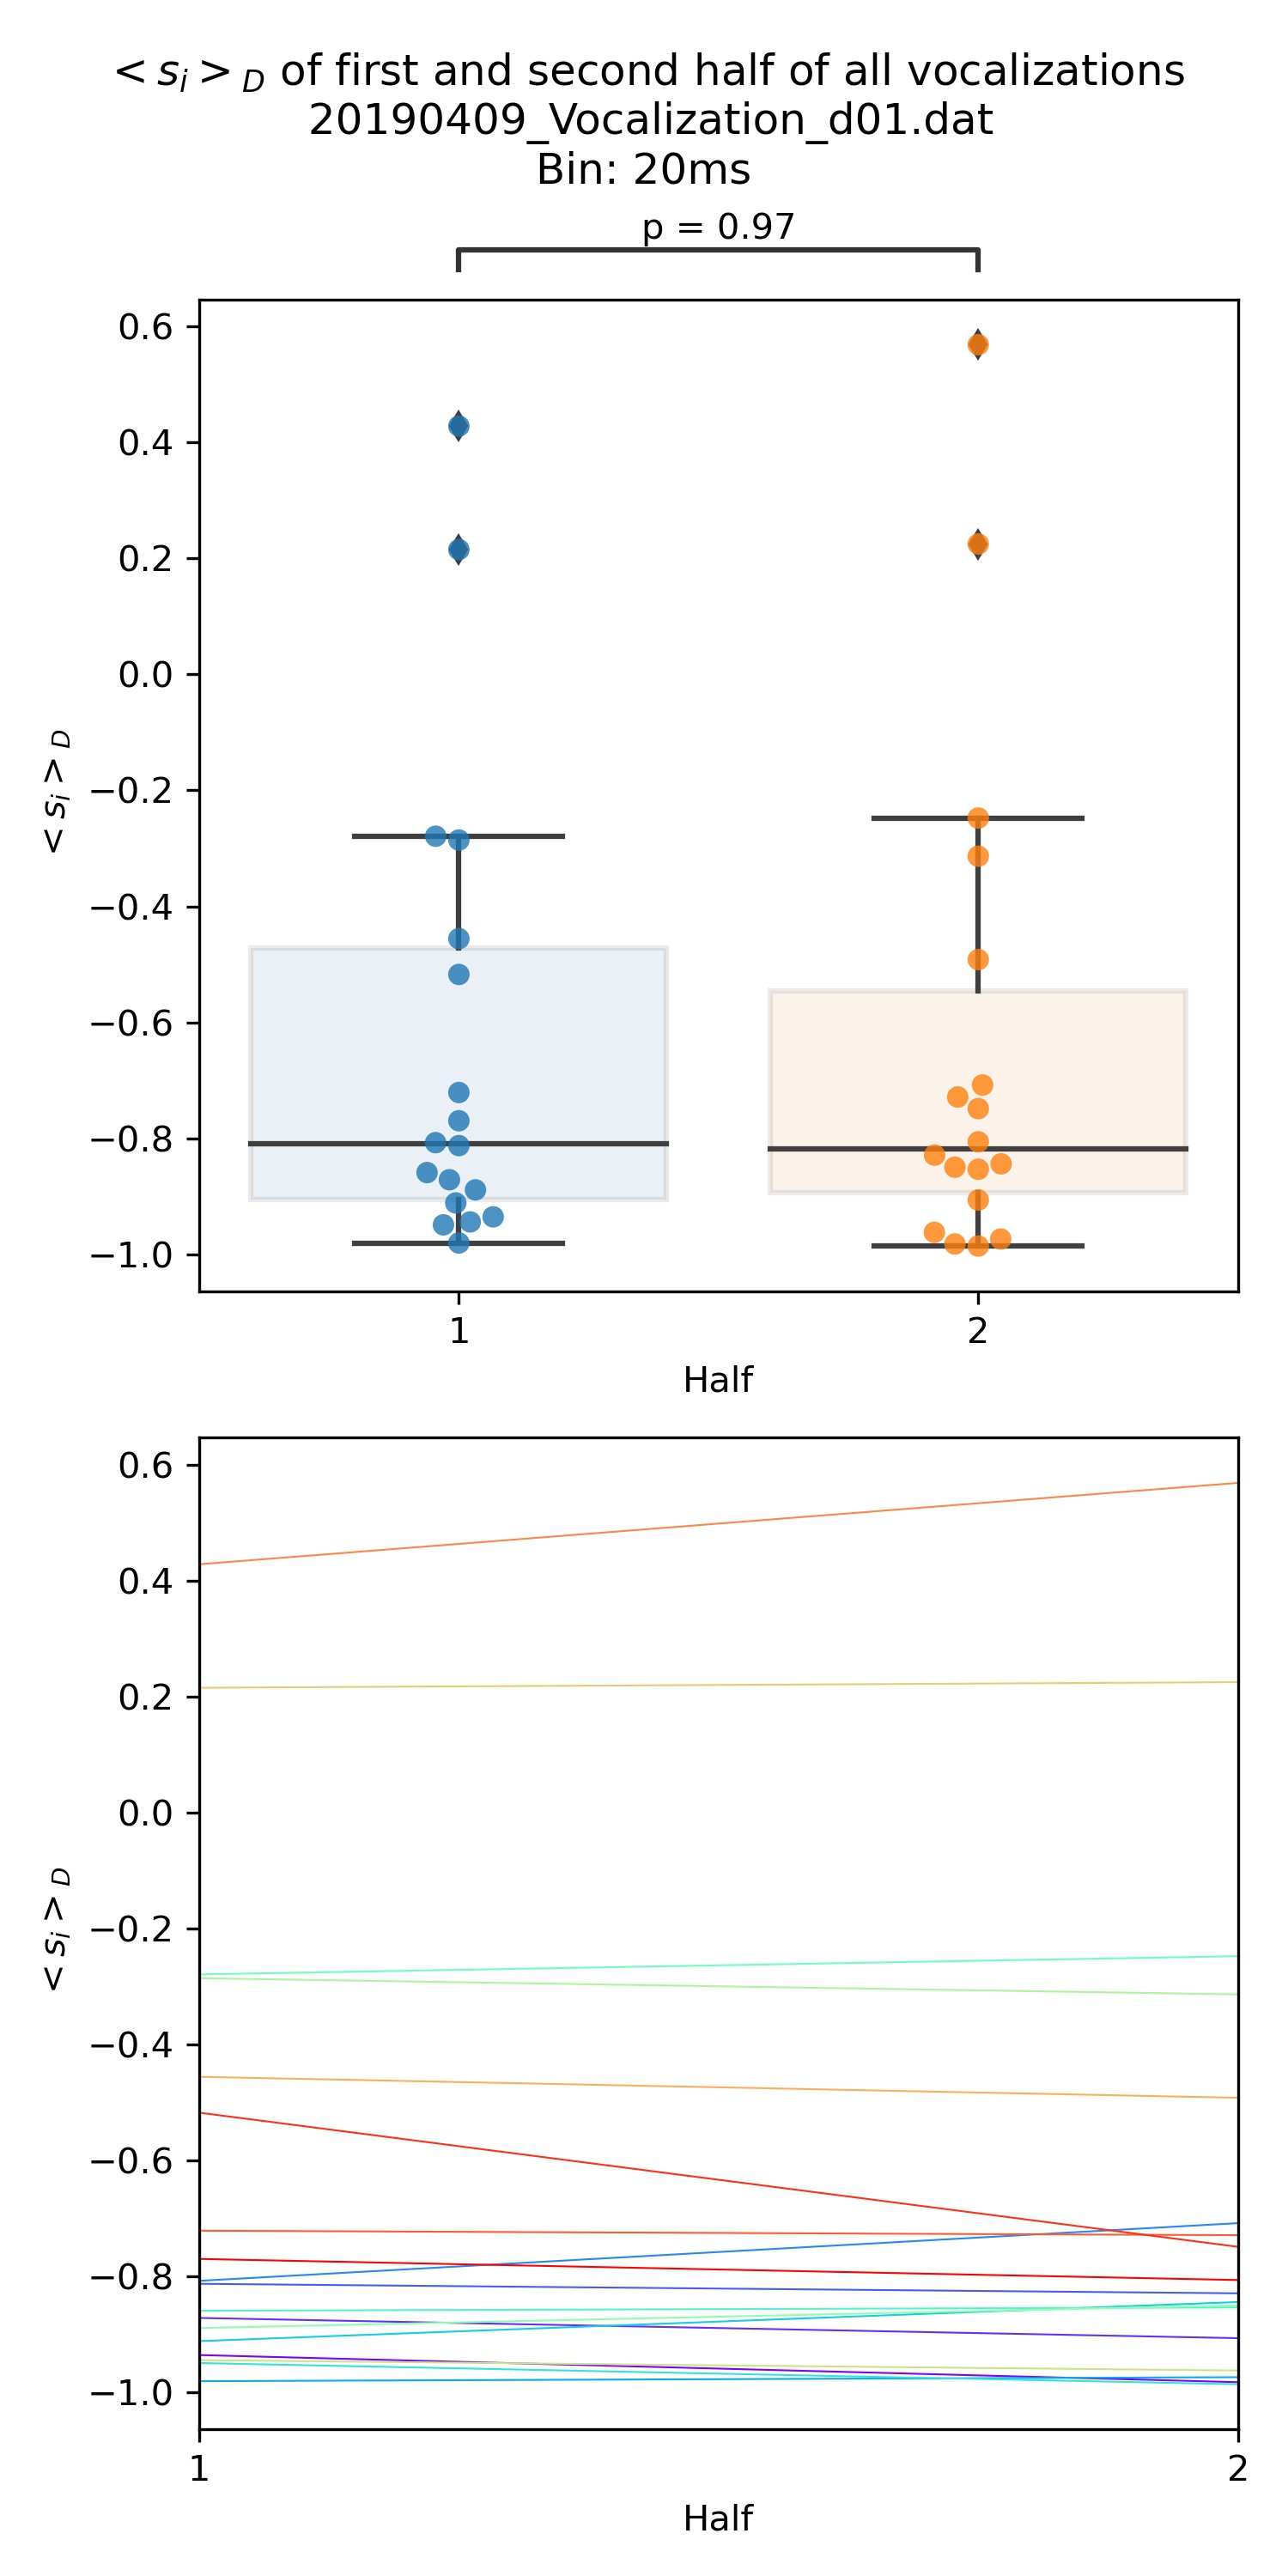 < s_i >_D of first and second half of all vocalizations
20190409_Vocalization_d01.dat
Bin: 20ms
p = 0.97
0.6
0.4
0.2
0.0
−0.2
−0.4
−0.6
−0.8
−1.0
< s_i >_D
1 2
Half
0.6
0.4
0.2
0.0
−0.2
−0.4
−0.6
−0.8
−1.0
< s_i >_D
1 2
Half